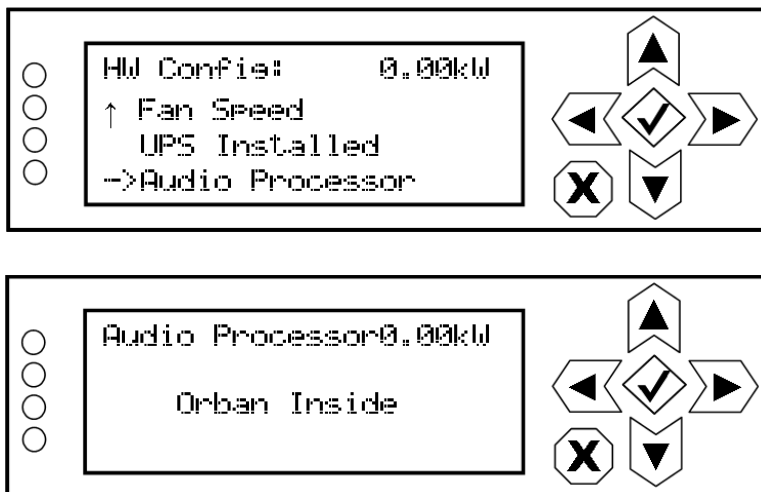 HW Config: 0.00kW
↑ Fan Speed
UPS Installed
->Audio Processor
X
Audio Processor0.00kW
Orban Inside
X